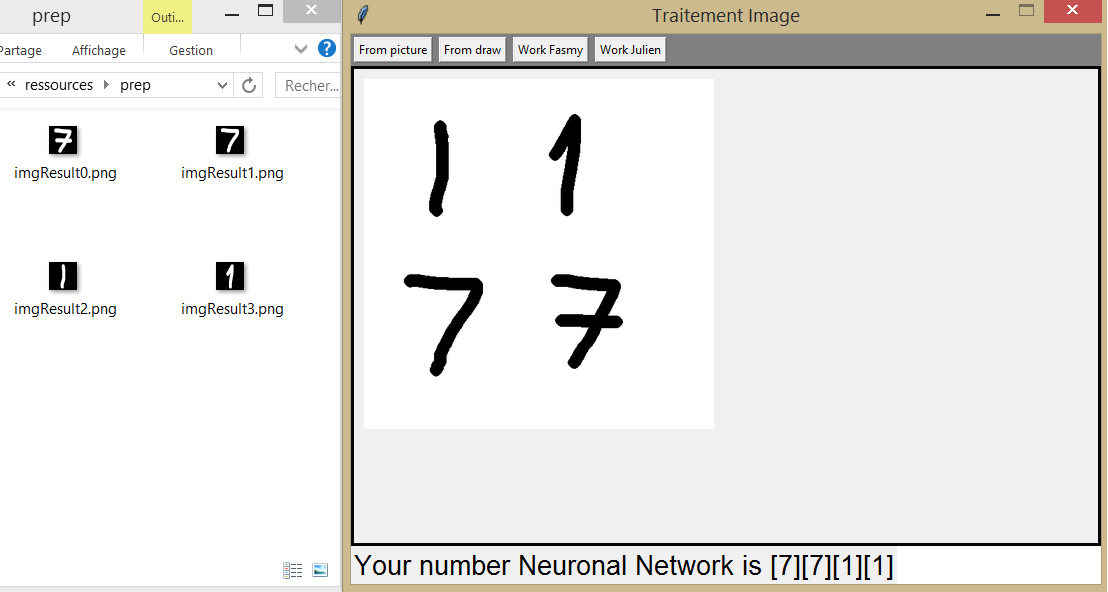 prep
Outi...
Partage Affichage Gestion
?
« ressources prep Recher...
7 7
imgResult0.png imgResult1.png
1 1
imgResult2.png imgResult3.png
Traitement Image
From picture From draw Work Fasmy Work Julien
1 1
7 7
Your number Neuronal Network is [7][7][1][1]